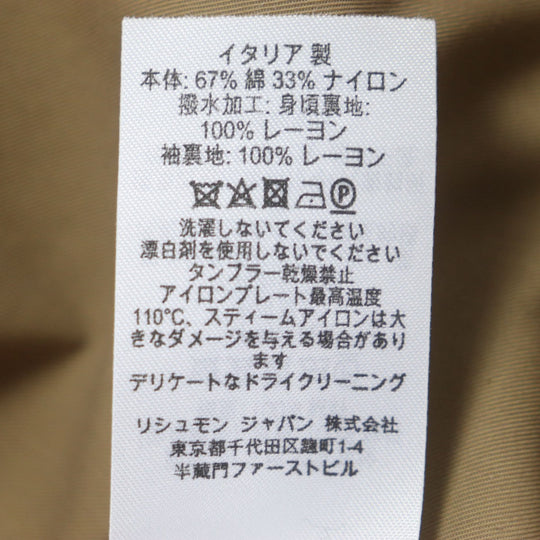 イタリア 製
本体: 67% 綿 33% ナイロン
撥水加工: 身頃裏地:
100% レーヨン
袖裏地: 100% レーヨン
P
洗濯しないてください
漂白剤を使用しないでください
タンブラー乾燥禁止
アイロンプレート最高温度
110°C、スティームアイロンは大
きなダメージを与える場合があり
ます
デリケートなドライクリーニング
リシュモン ジャパン 株式会社
東京都千代田区麹町1-4
半蔵門ファーストビル